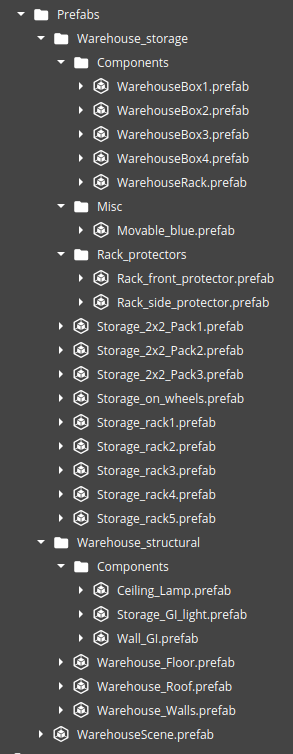 Prefabs
Warehouse_storage
Components
WarehouseBox1.prefab
WarehouseBox2.prefab
WarehouseBox3.prefab
WarehouseBox4.prefab
WarehouseRack.prefab
Misc
Movable_blue.prefab
Rack_protectors
Rack_front_protector.prefab
Rack_side_protector.prefab
Storage_2x2_Pack1.prefab
Storage_2x2_Pack2.prefab
Storage_2x2_Pack3.prefab
Storage_on_wheels.prefab
Storage_rack1.prefab
Storage_rack2.prefab
Storage_rack3.prefab
Storage_rack4.prefab
Storage_rack5.prefab
Warehouse_structural
Components
Ceiling_Lamp.prefab
Storage_GI_light.prefab
Wall_GI.prefab
Warehouse_Floor.prefab
Warehouse_Roof.prefab
Warehouse_Walls.prefab
WarehouseScene.prefab